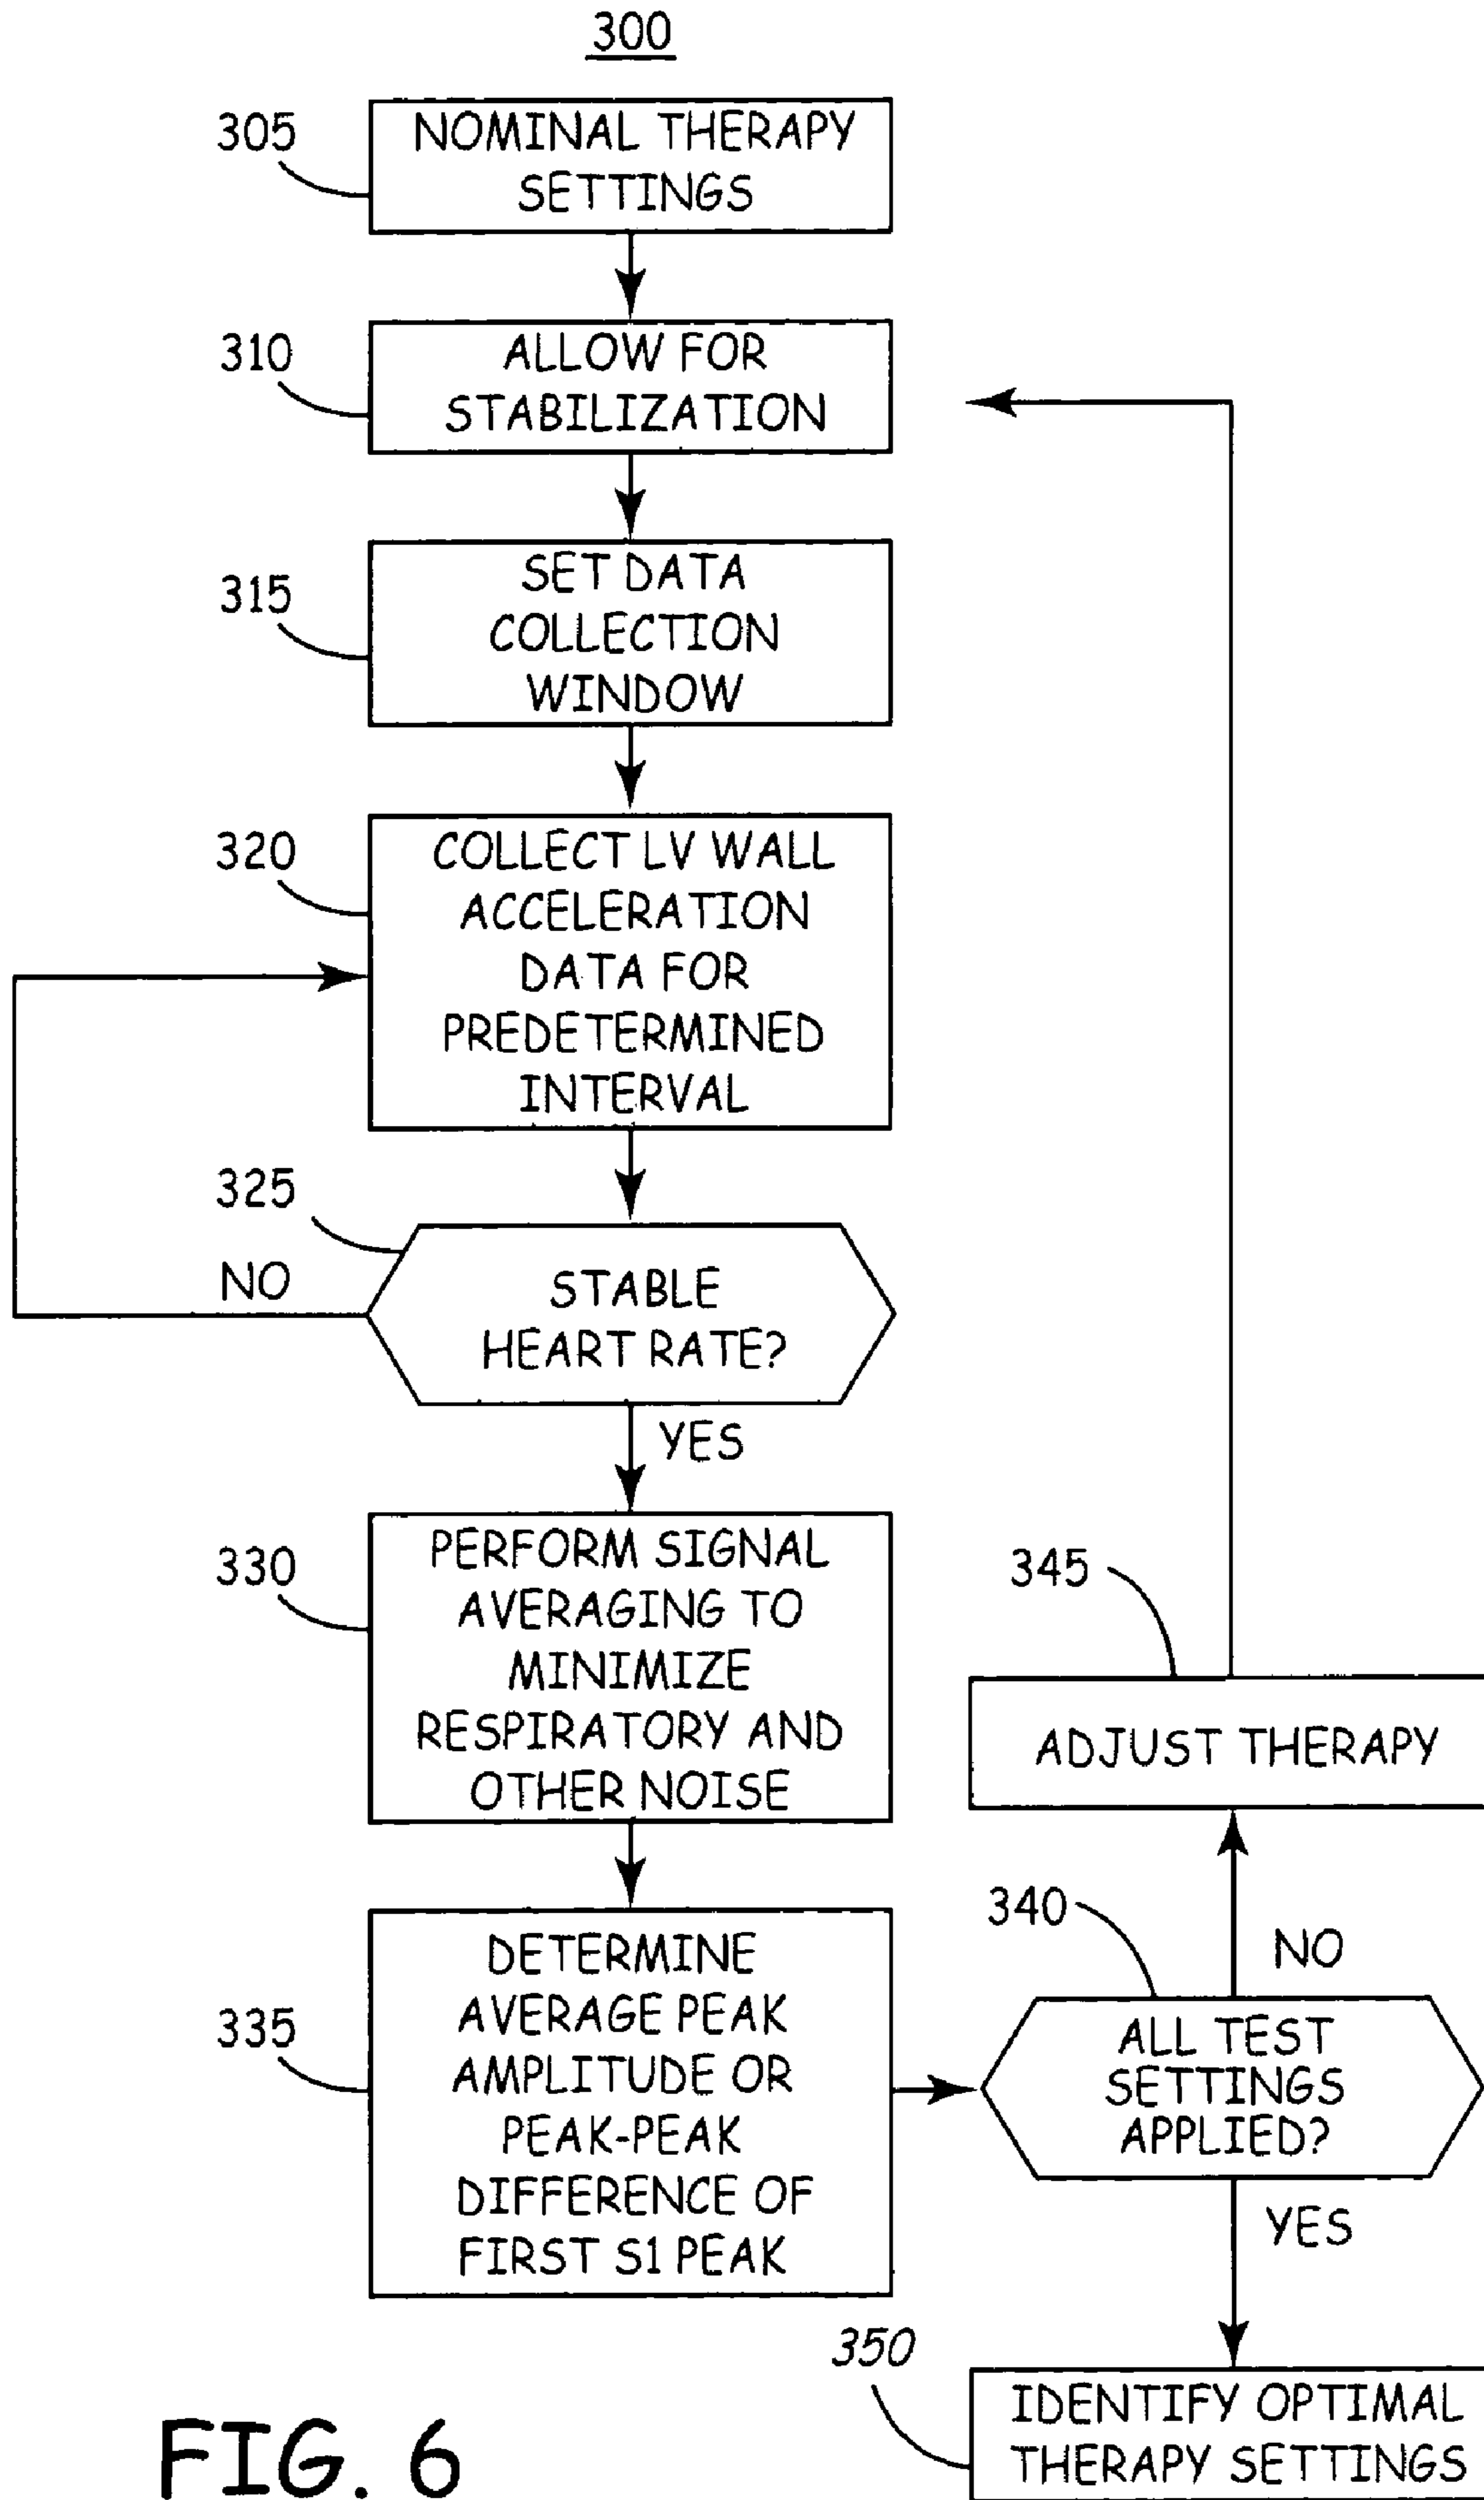 300
305
NOMINAL THERAPY
SETTINGS
310
ALLOW FOR
STABILIZATION
315
SET DATA
COLLECTION
WINDOW
320
COLLECT LV WALL
ACCELERATION
DATA FOR
PREDETERMINED
INTERVAL
325
NO
STABLE
HEART RATE?
YES
330
PERFORM SIGNAL
AVERAGING TO
MINIMIZE
RESPIRATORY AND
OTHER NOISE
335
DETERMINE
AVERAGE PEAK
AMPLITUDE OR
PEAK-PEAK
DIFFERENCE OF
FIRST S1 PEAK
340
ALL TEST
SETTINGS
APPLIED?
NO
345
ADJUST THERAPY
YES
350
IDENTIFY OPTIMAL
THERAPY SETTINGS
FIG. 6